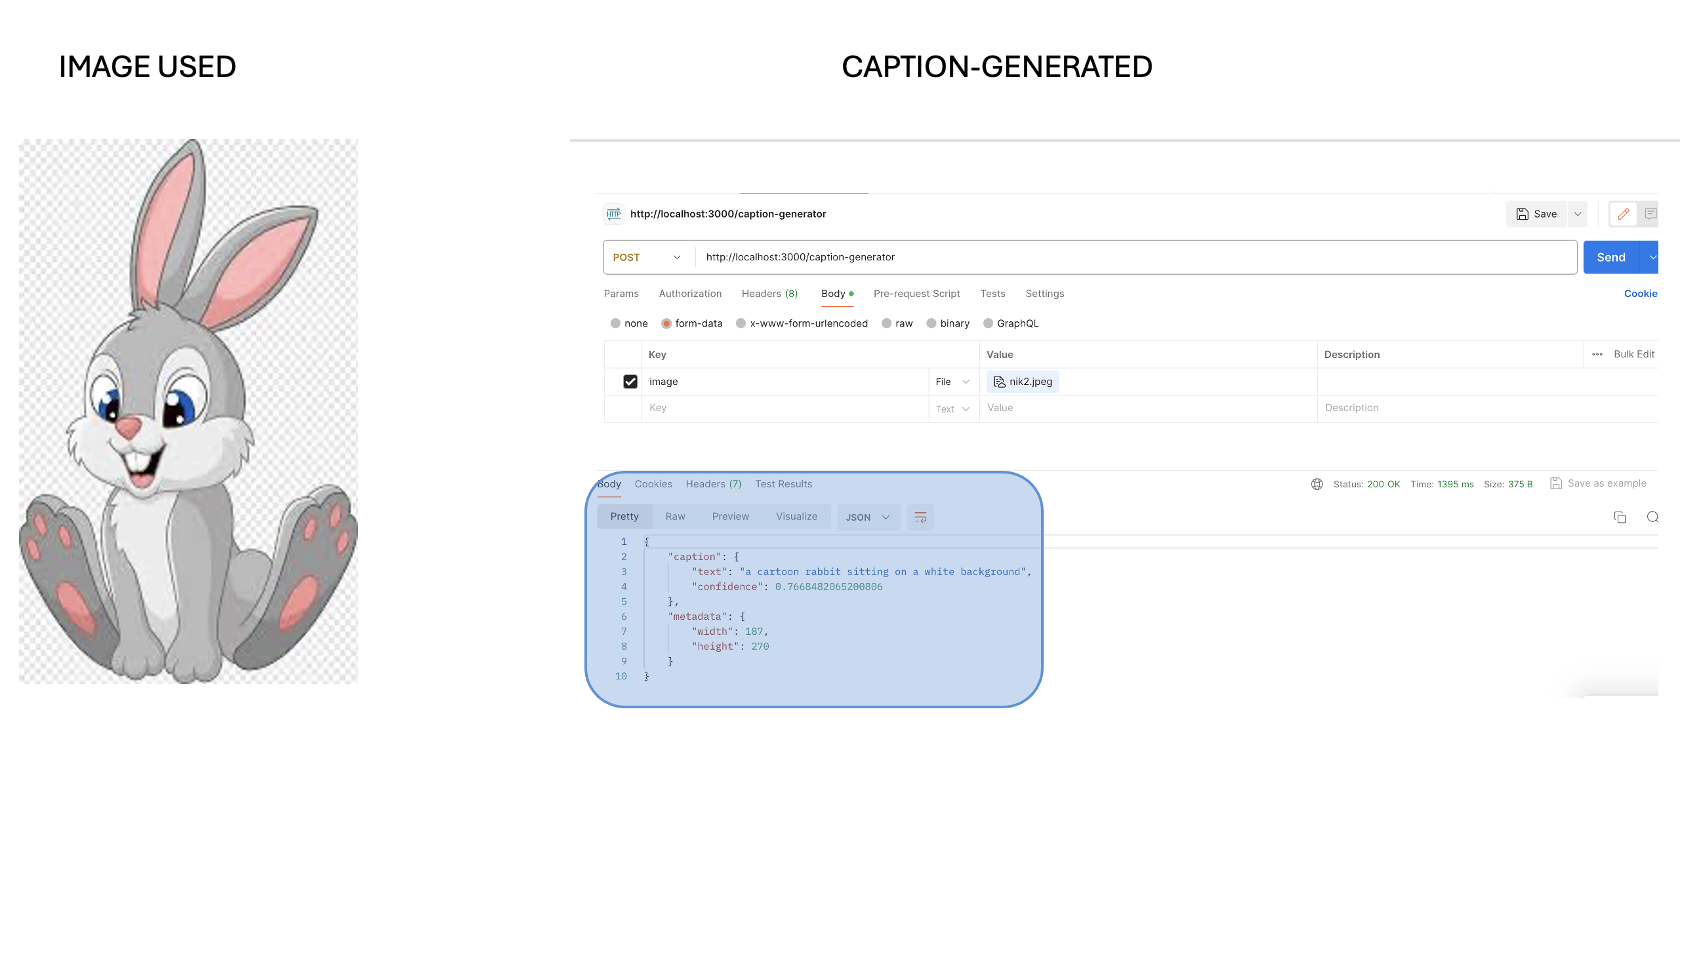 IMAGE USED
CAPTION-GENERATED
HTTP http://localhost:3000/caption-generator Save
POST http://localhost:3000/caption-generator Send
Params Authorization Headers (8) Body Pre-request Script Tests Settings Cookie
none form-data x-www-form-urlencoded raw binary GraphQL
Key Value Description ••• Bulk Edit
image File nik2.jpeg
Key Text Value Description
Body Cookies Headers (7) Test Results Status: 200 OK Time: 1395 ms Size: 375 B Save as example
Pretty Raw Preview Visualize JSON
1 {
2 "caption": {
3 "text": "a cartoon rabbit sitting on a white background",
4 "confidence": 0.7668482065200806
5 },
6 "metadata": {
7 "width": 187,
8 "height": 270
9 }
10 }